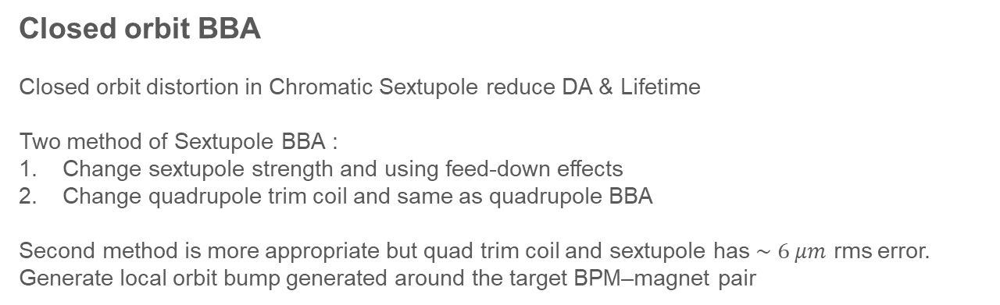 Closed orbit BBA
Closed orbit distortion in Chromatic Sextupole reduce DA & Lifetime
Two method of Sextupole BBA :
1. Change sextupole strength and using feed-down effects
2. Change quadrupole trim coil and same as quadrupole BBA
Second method is more appropriate but quad trim coil and sextupole has ~ 6 μm rms error.
Generate local orbit bump generated around the target BPM–magnet pair